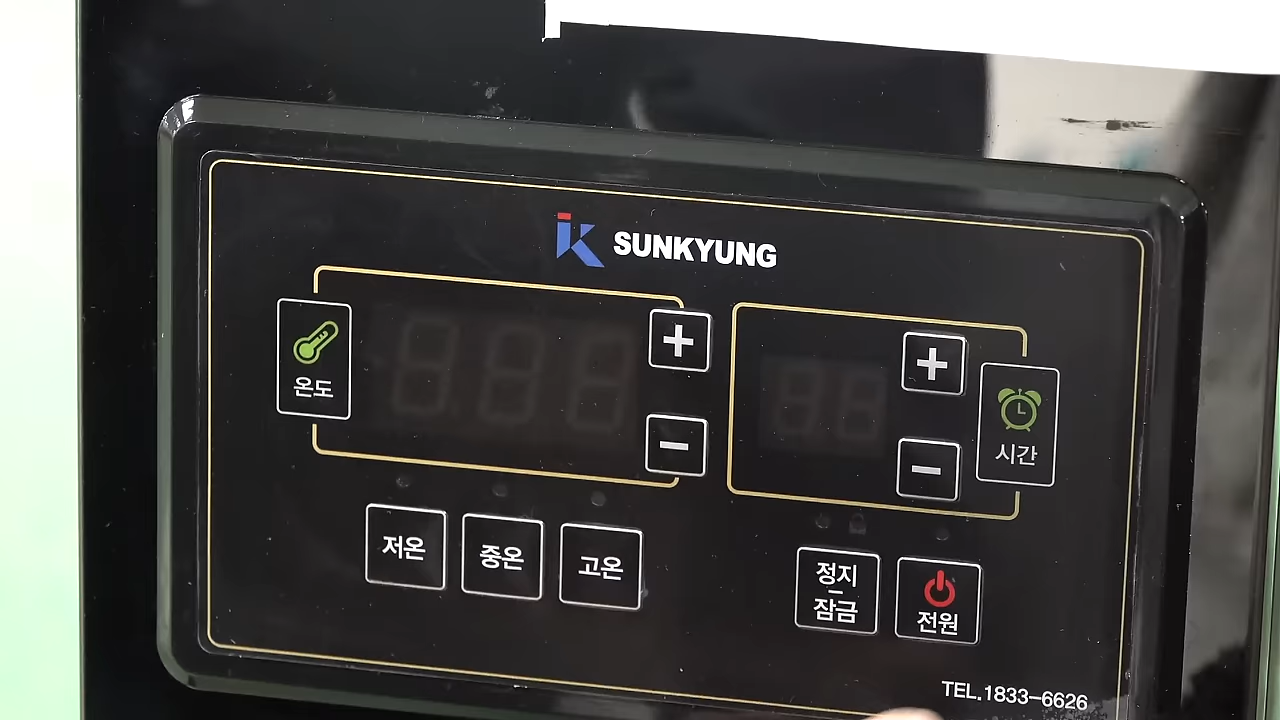 SUNKYUNG
온도
+
-
+
-
시간
저온
중온
고온
정지
-
잠금
전원
TEL.1833-6626